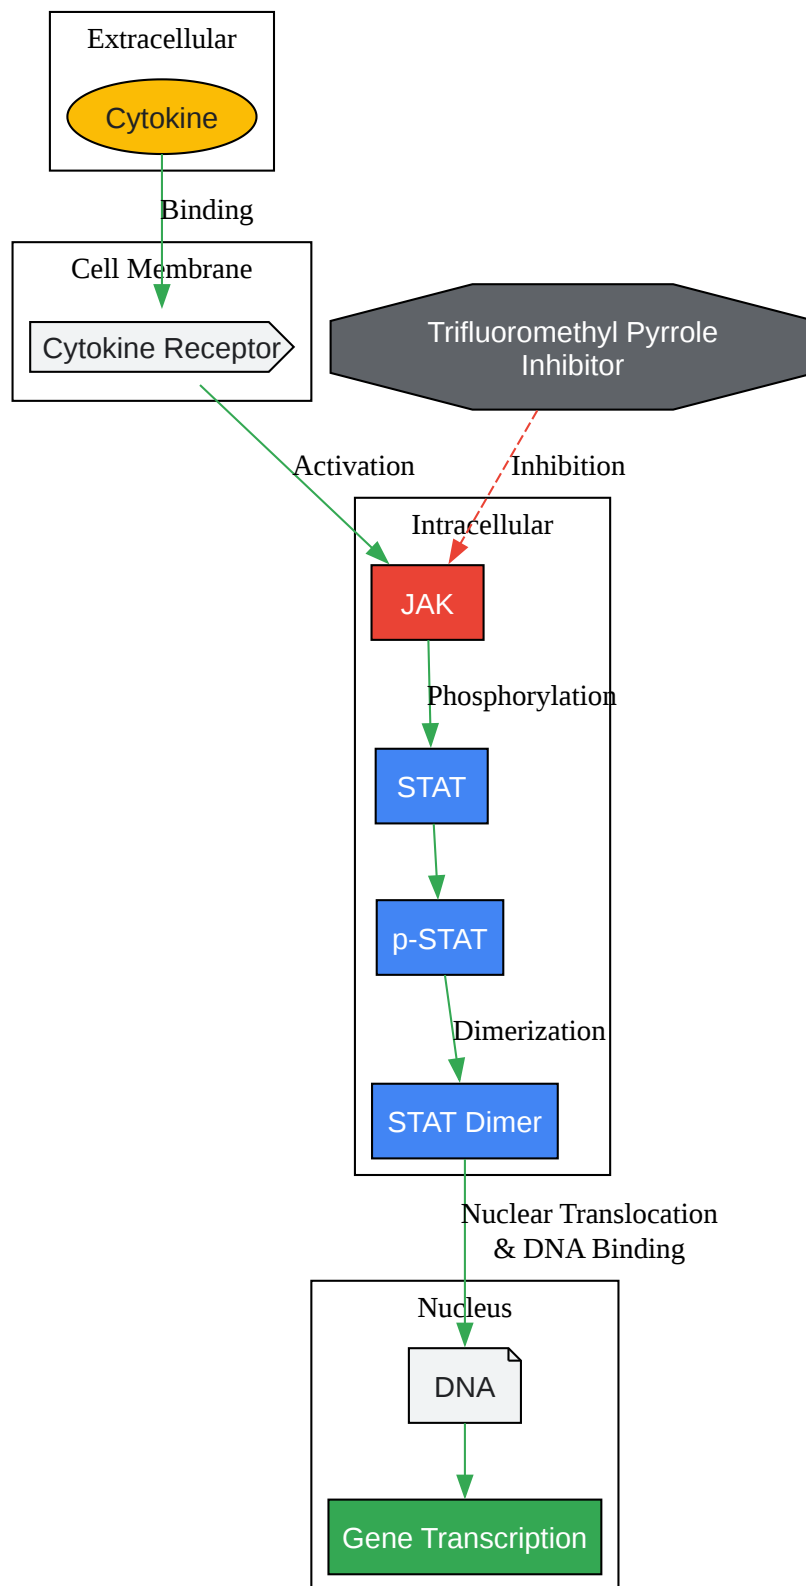 Extracellular
Cytokine
Binding
Cell Membrane
Cytokine Receptor
Trifluoromethyl Pyrrole
Inhibitor
Activation
Inhibition
Intracellular
JAK
Phosphorylation
STAT
p-STAT
Dimerization
STAT Dimer
Nuclear Translocation
& DNA Binding
Nucleus
DNA
Gene Transcription